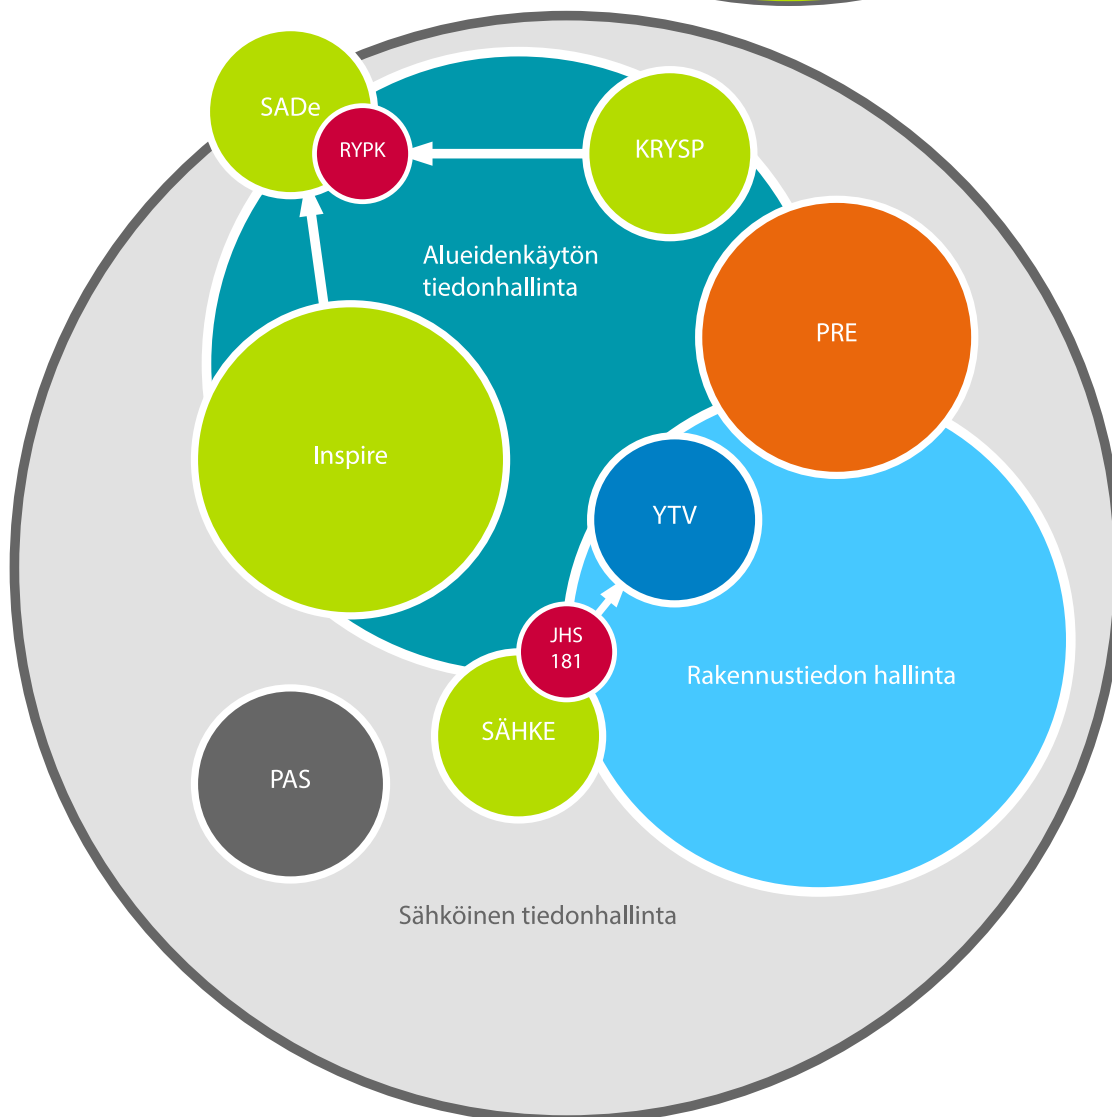 SADe
RYPK
KRYSP
Alueidenkäytön
tiedonhallinta
PRE
Inspire
YTV
JHS
181
Rakennustiedon hallinta
SÄHKE
PAS
Sähköinen tiedonhallinta